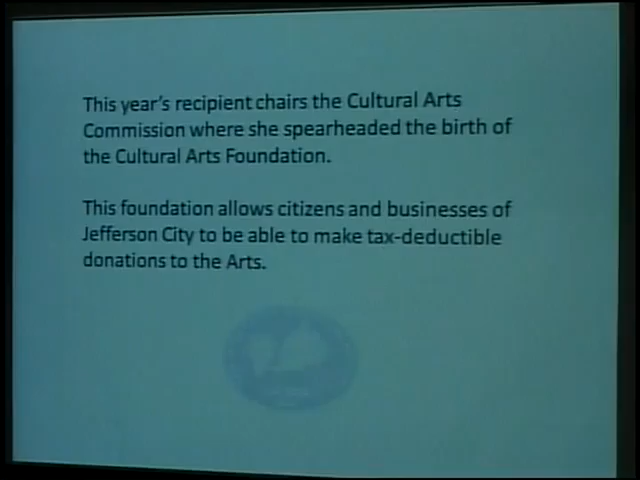 This year's recipient chairs the Cultural Arts
Commission where she spearheaded the birth of
the Cultural Arts Foundation.
This foundation allows citizens and businesses of
Jefferson City to be able to make tax-deductible
donations to the Arts.